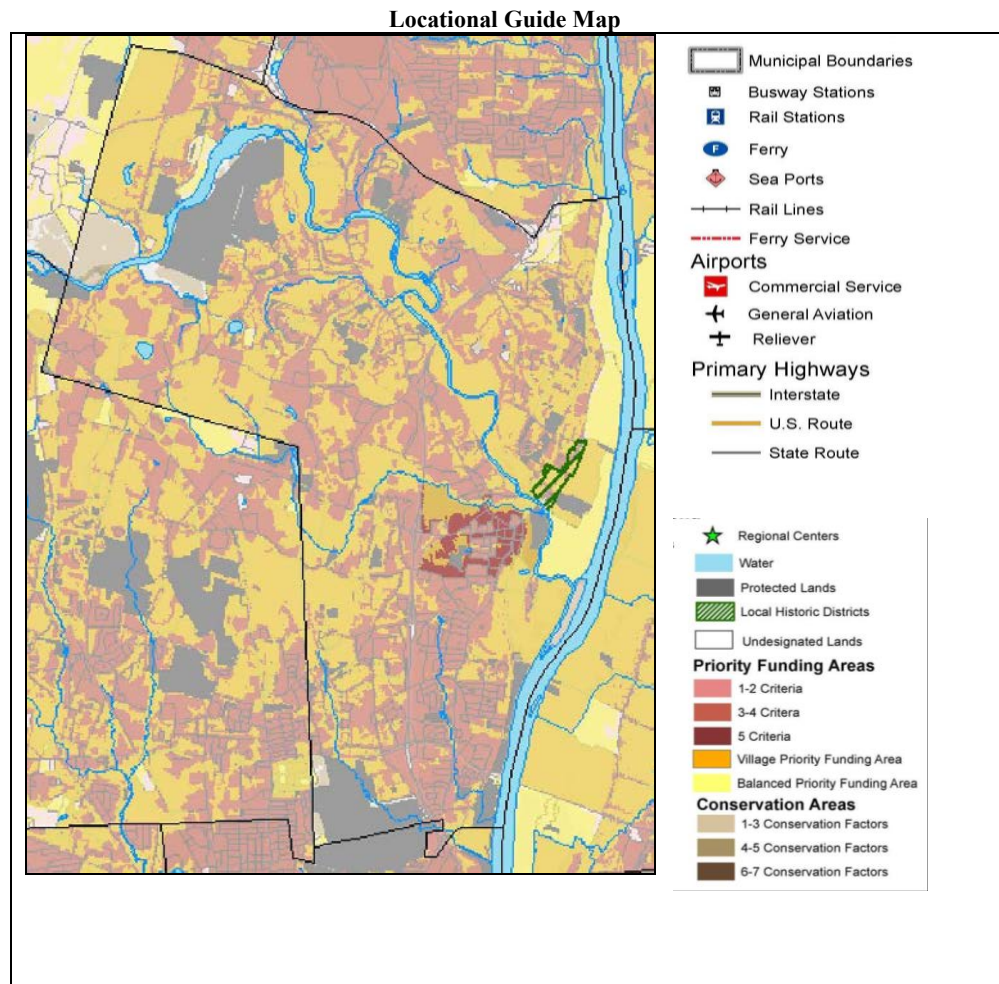 Locational Guide Map
Municipal Boundaries
Busway Stations
Rail Stations
F
Ferry
Sea Ports
Rail Lines
Ferry Service
Airports
Commercial Service
General Aviation
Reliever
Primary Highways
Interstate
U.S. Route
State Route
Regional Centers
Water
Protected Lands
Local Historic Districts
Undesignated Lands
Priority Funding Areas
1-2 Criteria
3-4 Critera
5 Criteria
Village Priority Funding Area
Balanced Priority Funding Area
Conservation Areas
1-3 Conservation Factors
4-5 Conservation Factors
6-7 Conservation Factors